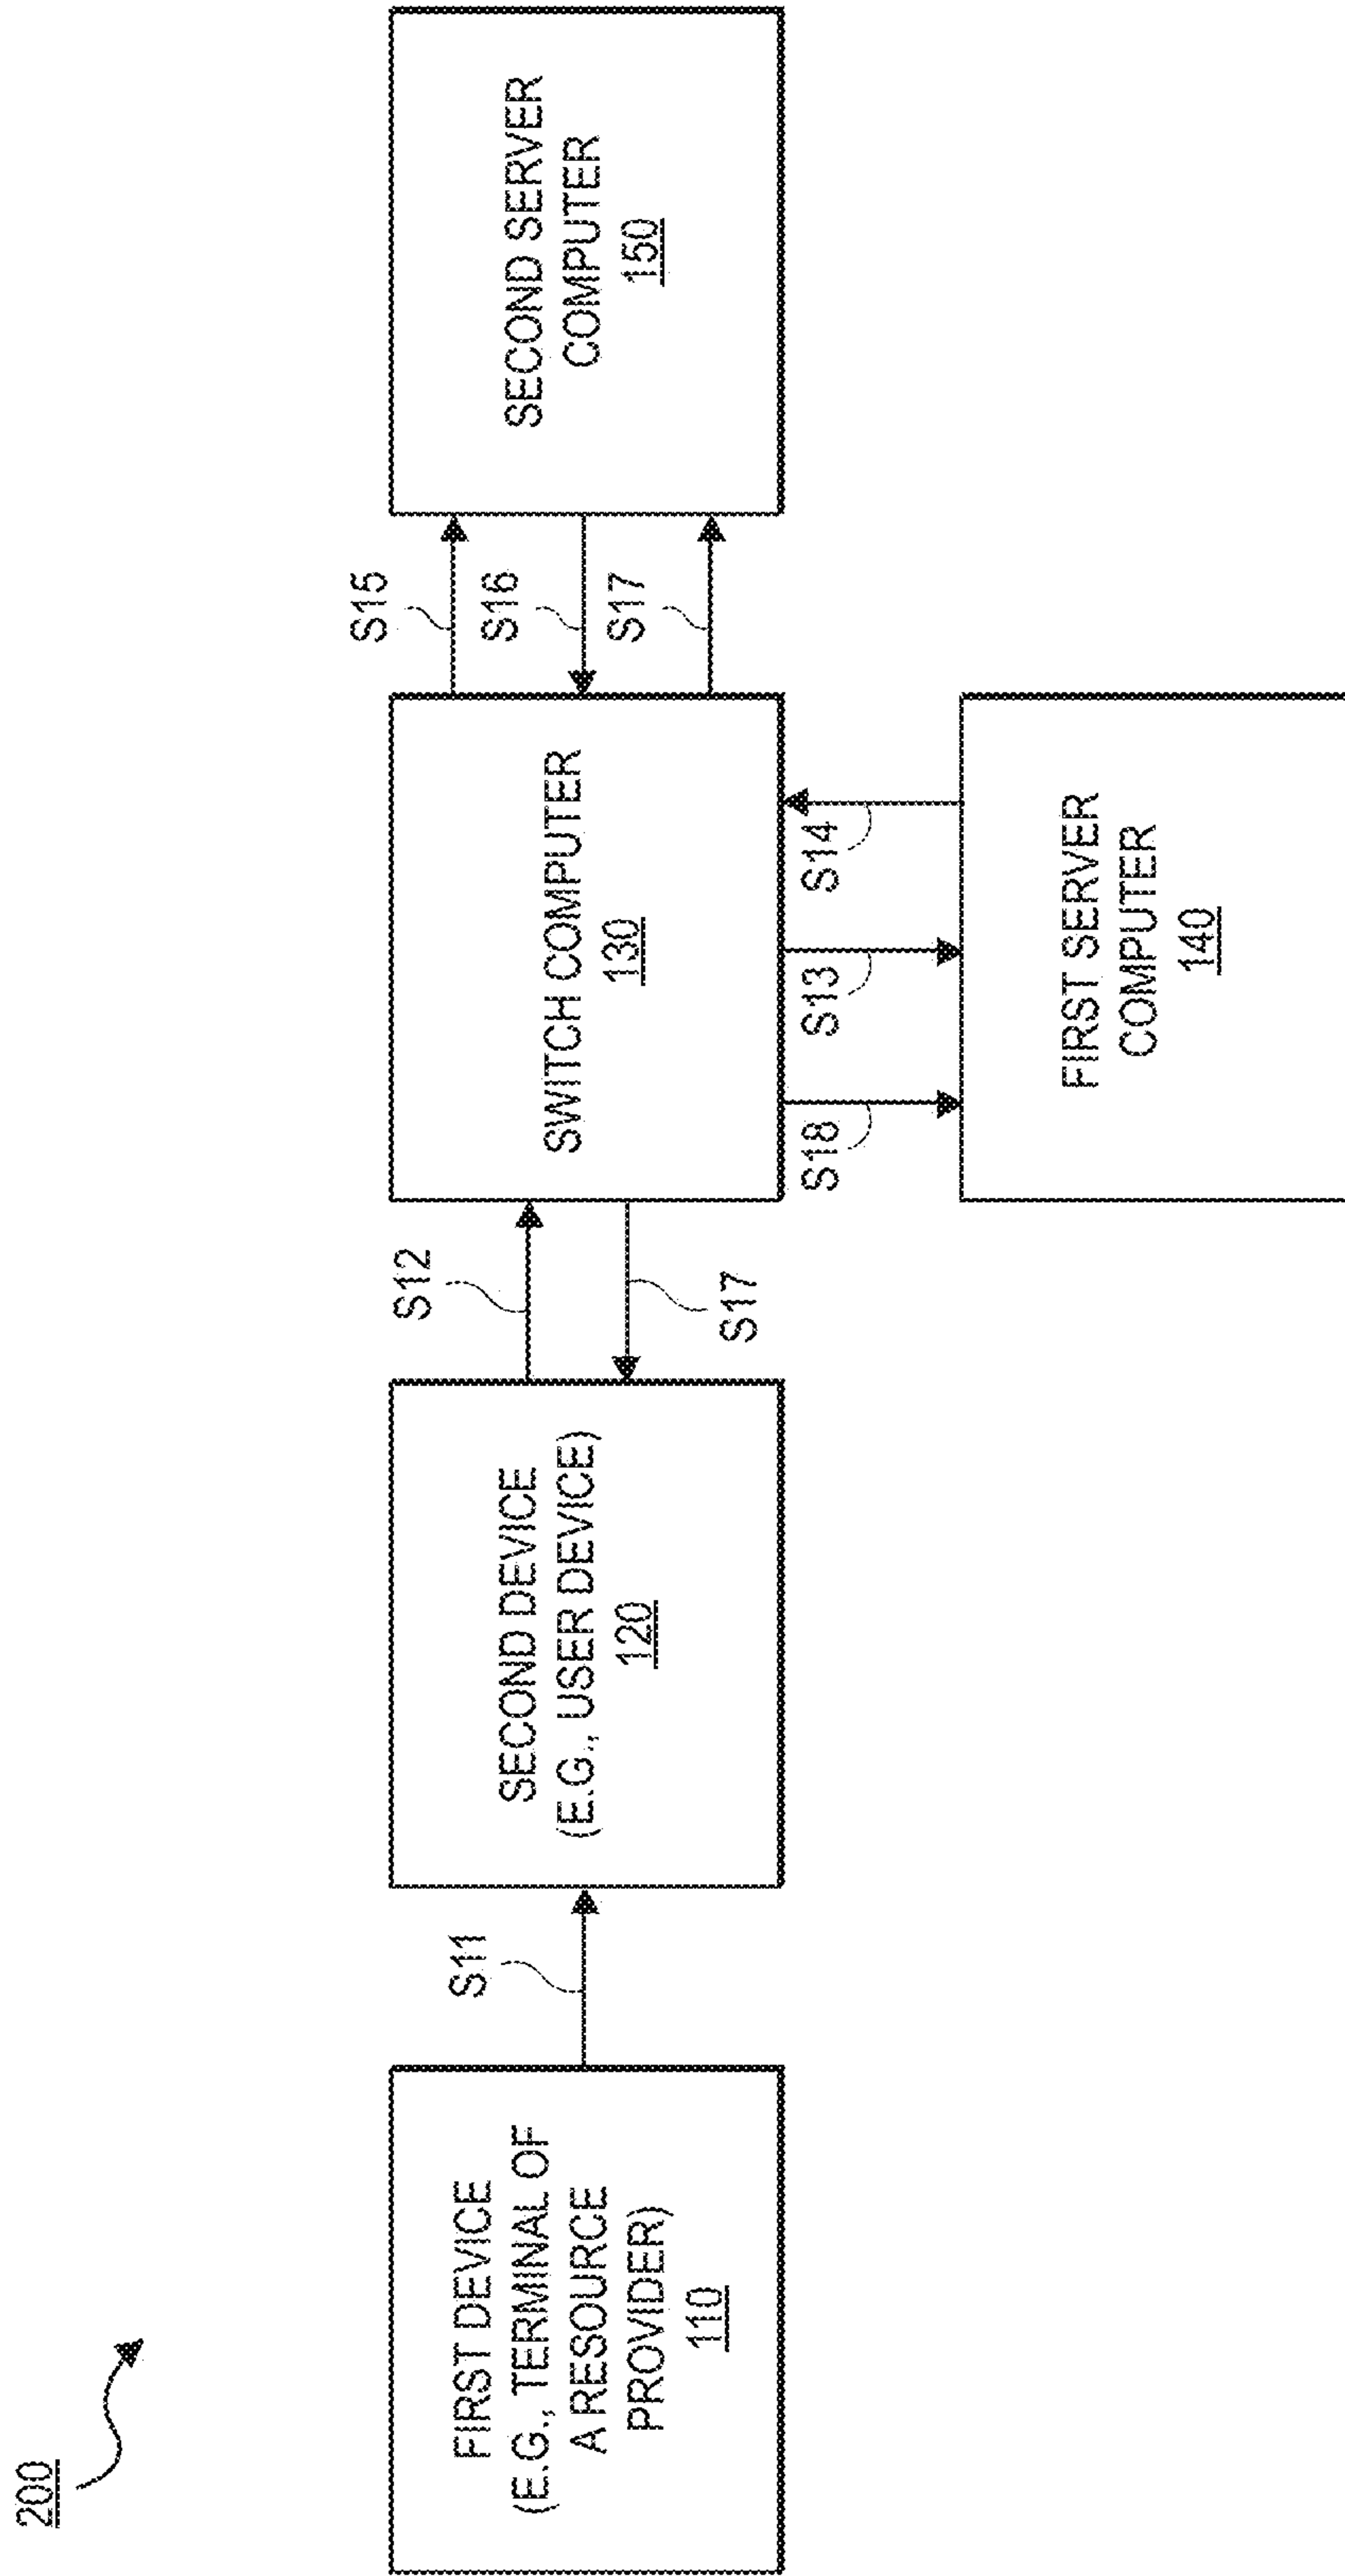 200
FIRST DEVICE
(E.G., TERMINAL OF
A RESOURCE
PROVIDER)
110
S11
SECOND DEVICE
(E.G., USER DEVICE)
120
S12
S17
SWITCH COMPUTER
130
S15
S16
S17
SECOND SERVER
COMPUTER
150
S18
S13
S14
FIRST SERVER
COMPUTER
140